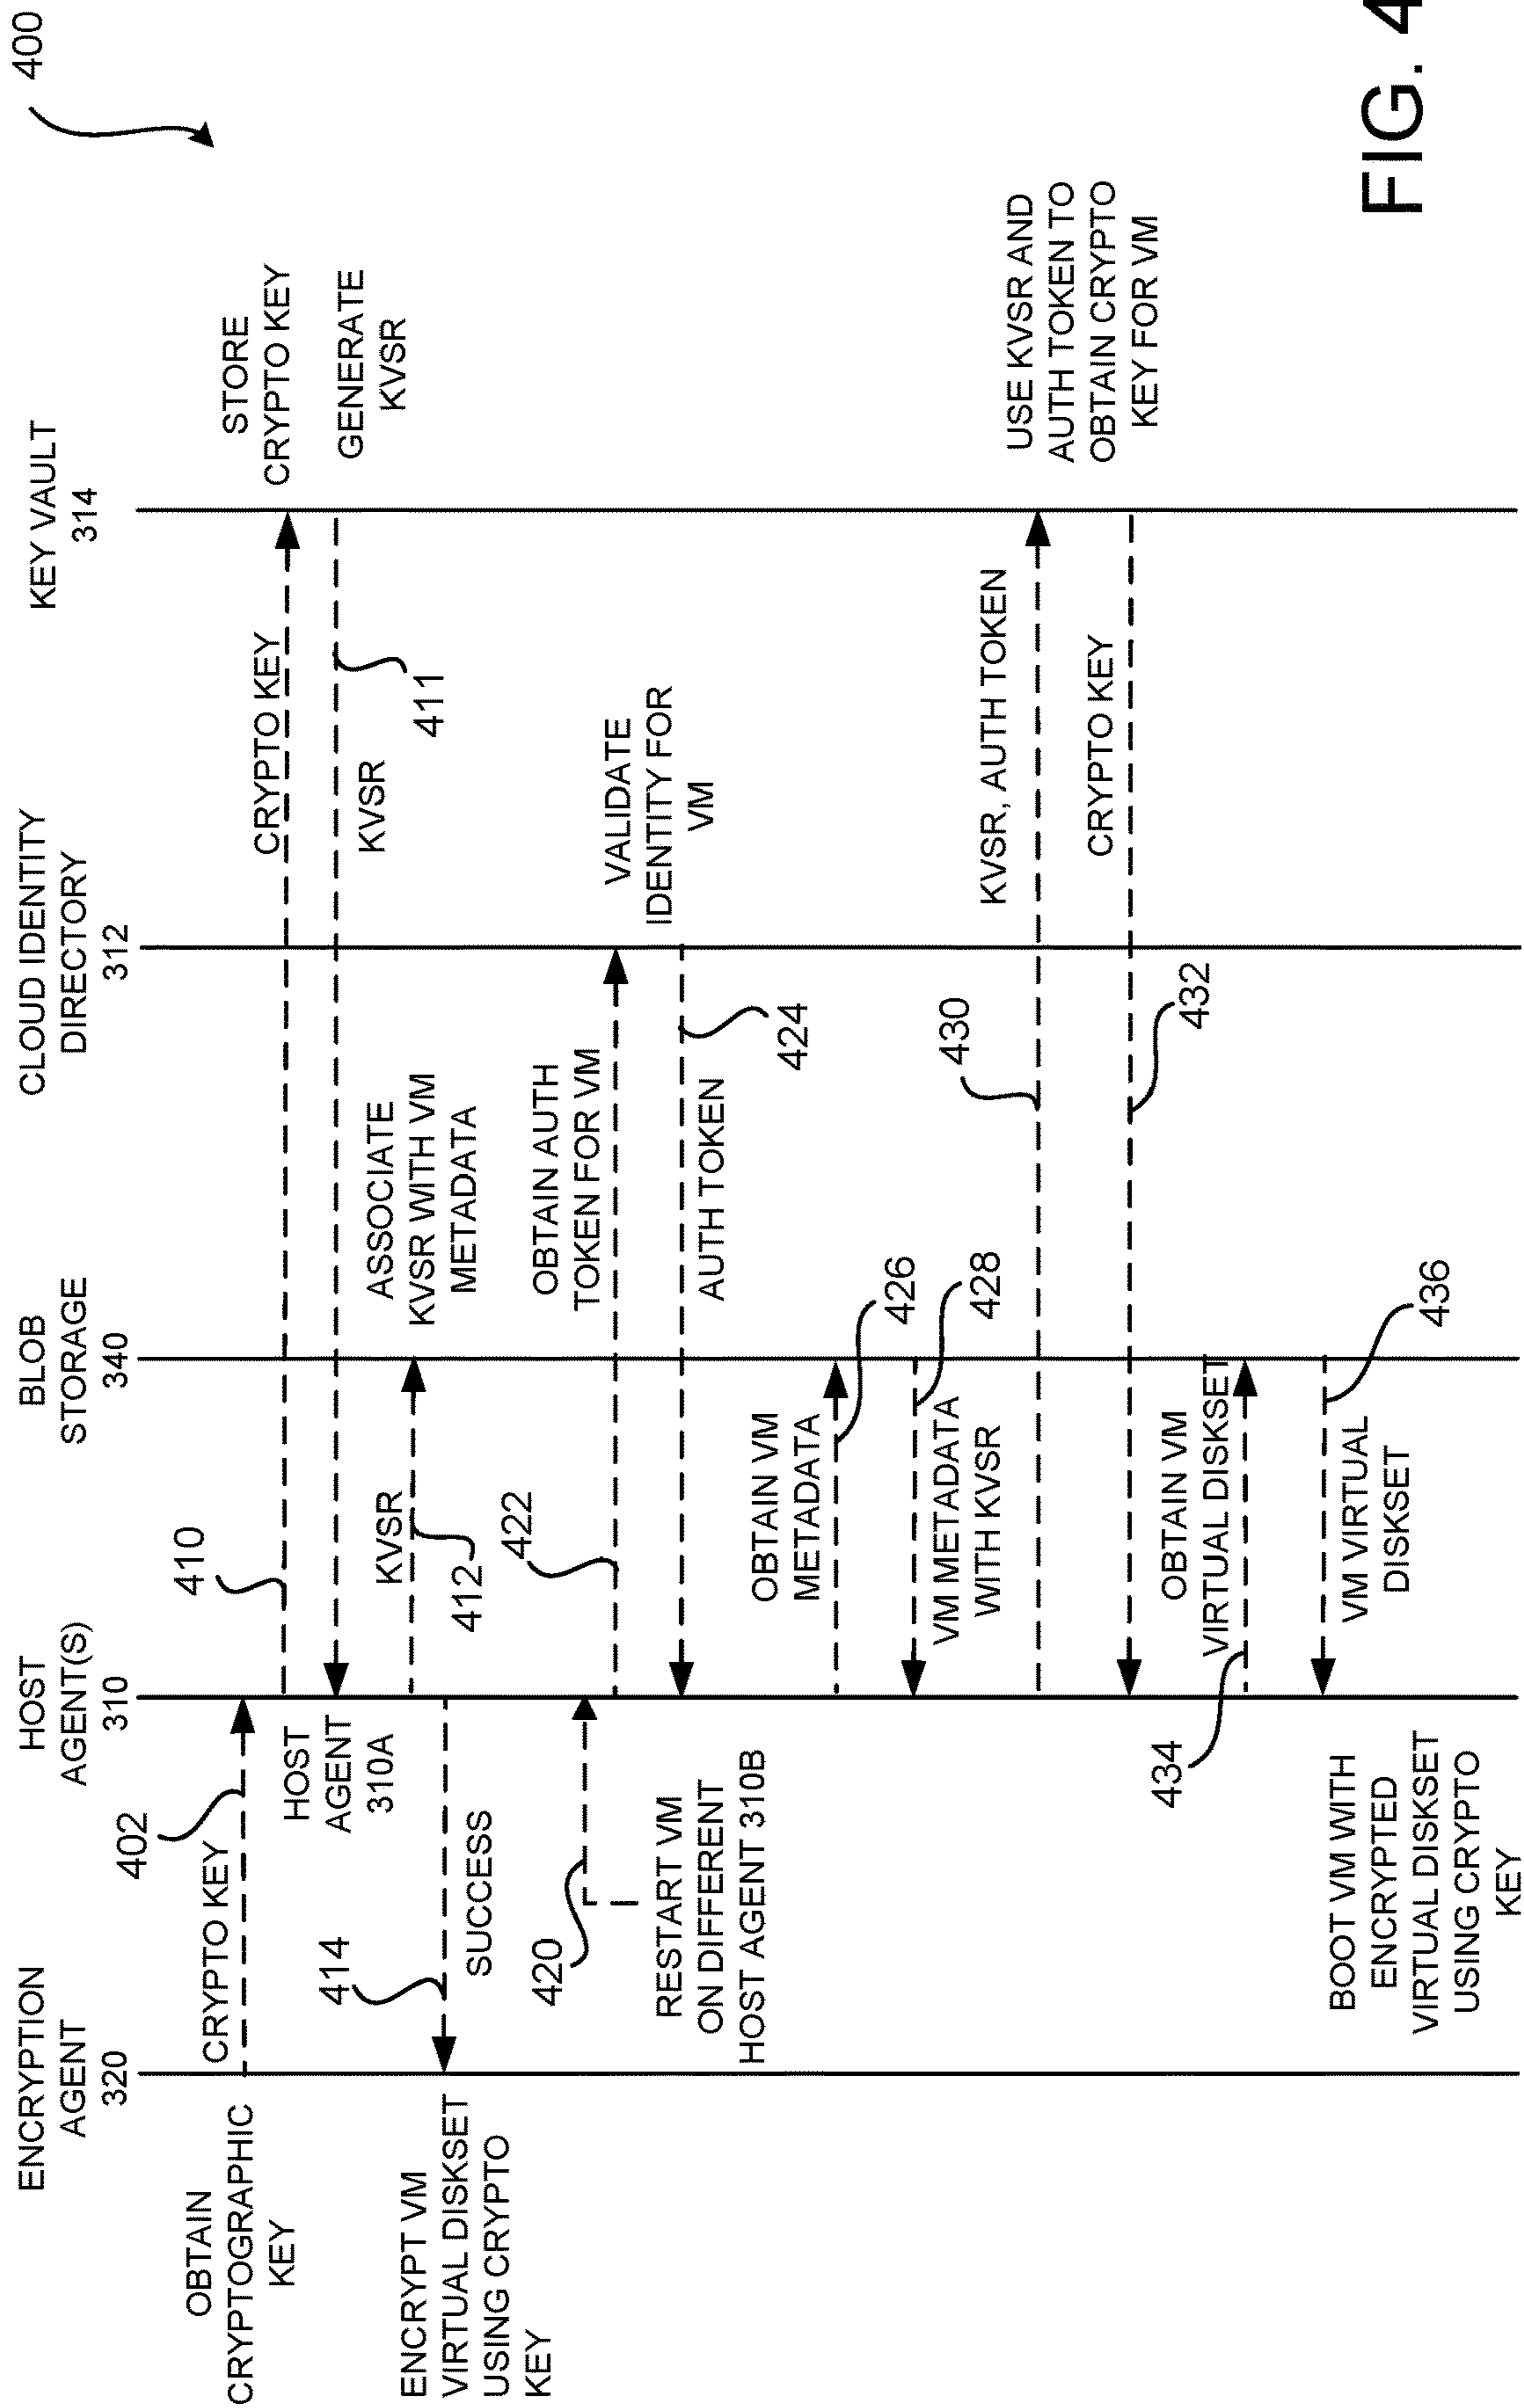 400
ENCRYPTION
AGENT
320
HOST
AGENT(S)
310
BLOB
STORAGE
340
CLOUD IDENTITY
DIRECTORY
312
KEY VAULT
314
OBTAIN
CRYPTOGRAPHIC
KEY
CRYPTO KEY
402
410
CRYPTO KEY
STORE
CRYPTO KEY
HOST
AGENT
310A
KVSR
411
GENERATE
KVSR
KVSR
412
ASSOCIATE
KVSR WITH VM
METADATA
ENCRYPT VM
VIRTUAL DISKSET
USING CRYPTO
KEY
414
SUCCESS
420
RESTART VM
ON DIFFERENT
HOST AGENT 310B
422
OBTAIN AUTH
TOKEN FOR VM
VALIDATE
IDENTITY FOR
VM
AUTH TOKEN
424
OBTAIN VM
METADATA
426
VM METADATA
WITH KVSR
428
430
KVSR, AUTH TOKEN
USE KVSR AND
AUTH TOKEN TO
OBTAIN CRYPTO
KEY FOR VM
CRYPTO KEY
432
OBTAIN VM
VIRTUAL DISKSET
434
VM VIRTUAL
DISKSET
436
BOOT VM WITH
ENCRYPTED
VIRTUAL DISKSET
USING CRYPTO
KEY
FIG. 4